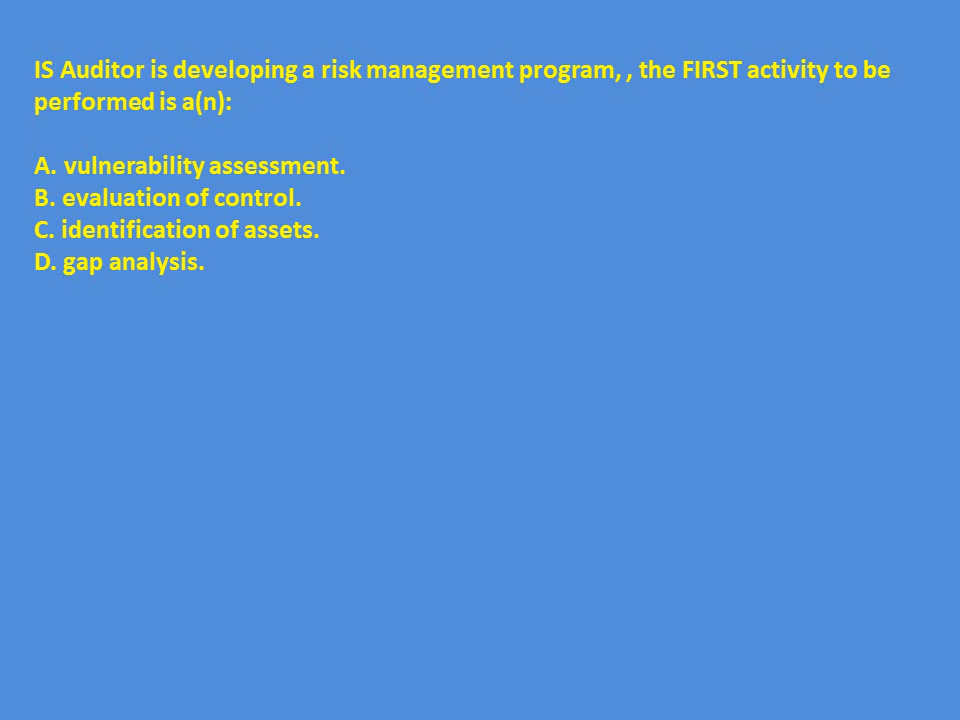 IS Auditor is developing a risk management program, , the FIRST activity to be
performed is a(n):
A. vulnerability assessment.
B. evaluation of control.
C. identification of assets.
D. gap analysis.